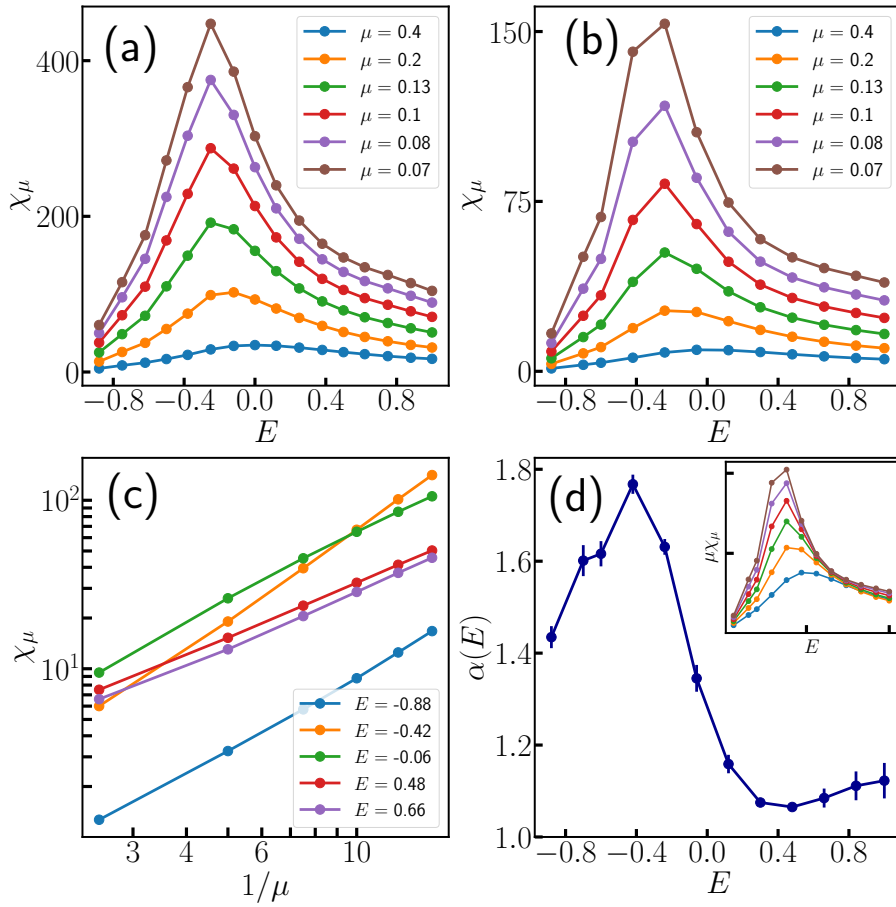 (a)
χμ
400
200
0
−0.8
−0.4
0.0
0.4
0.8
E
μ = 0.4
μ = 0.2
μ = 0.13
μ = 0.1
μ = 0.08
μ = 0.07
(b)
χμ
150
75
0
−0.8
−0.4
0.0
0.4
0.8
E
μ = 0.4
μ = 0.2
μ = 0.13
μ = 0.1
μ = 0.08
μ = 0.07
(c)
χμ
10²
10¹
3
4
6
10
1/μ
E = -0.88
E = -0.42
E = -0.06
E = 0.48
E = 0.66
(d)
α(E)
1.8
1.6
1.4
1.2
1.0
−0.8
−0.4
0.0
0.4
0.8
E
μχμ
E